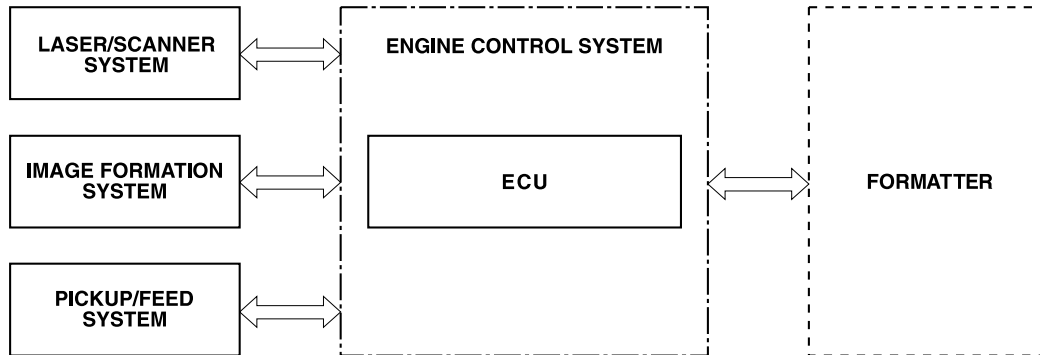 LASER/SCANNER
SYSTEM
ENGINE CONTROL SYSTEM
IMAGE FORMATION
SYSTEM
ECU
FORMATTER
PICKUP/FEED
SYSTEM